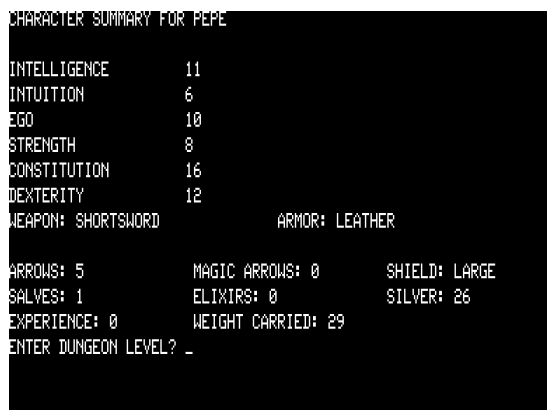 CHARACTER SUMMARY FOR PEPE
INTELLIGENCE 11
INTUITION 6
EGO 10
STRENGTH 8
CONSTITUTION 16
DEXTERITY 12
WEAPON: SHORTSWORD ARMOR: LEATHER
ARROWS: 5 MAGIC ARROWS: 0 SHIELD: LARGE
SALVES: 1 ELIXIRS: 0 SILVER: 26
EXPERIENCE: 0 WEIGHT CARRIED: 29
ENTER DUNGEON LEVEL? _